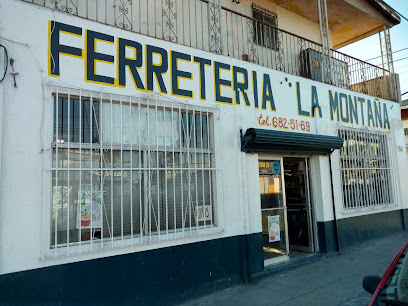 FERRETERIA LA MONTAÑA
tel. 682-51-69